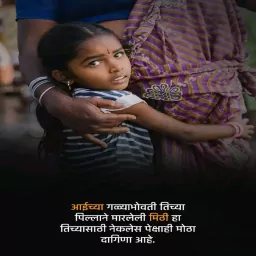 आईच्या गळ्याभोवती तिच्या
पिल्लाने मारलेली मिठी हा
तिच्यासाठी नेकलेस पेक्षाही मोठा
दागिणा आहे.